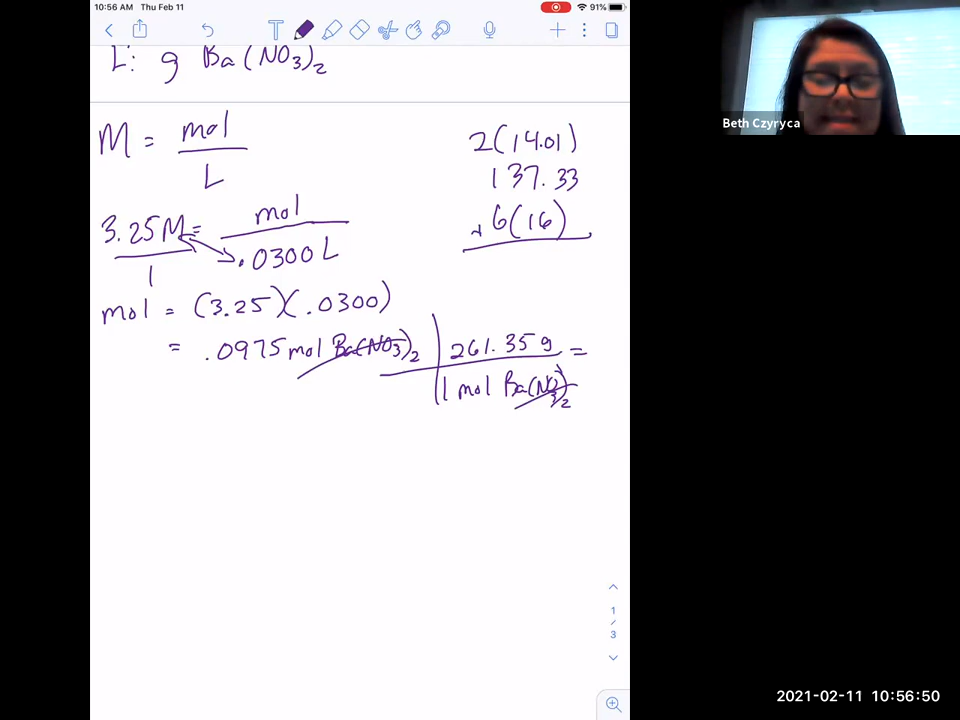 10:56 AM Thu Feb 11
91%
L: g Ba(NO3)2
M = mol / L
2(14.01)
137.33
+ 6(16)
3.25M = mol / .0300 L
1
mol = (3.25)(.0300)
= .0975 mol Ba(NO3)2 | 261.35 g =
1 mol Ba(NO3)2
Beth Czyryca
1
/
3
2021-02-11 10:56:50